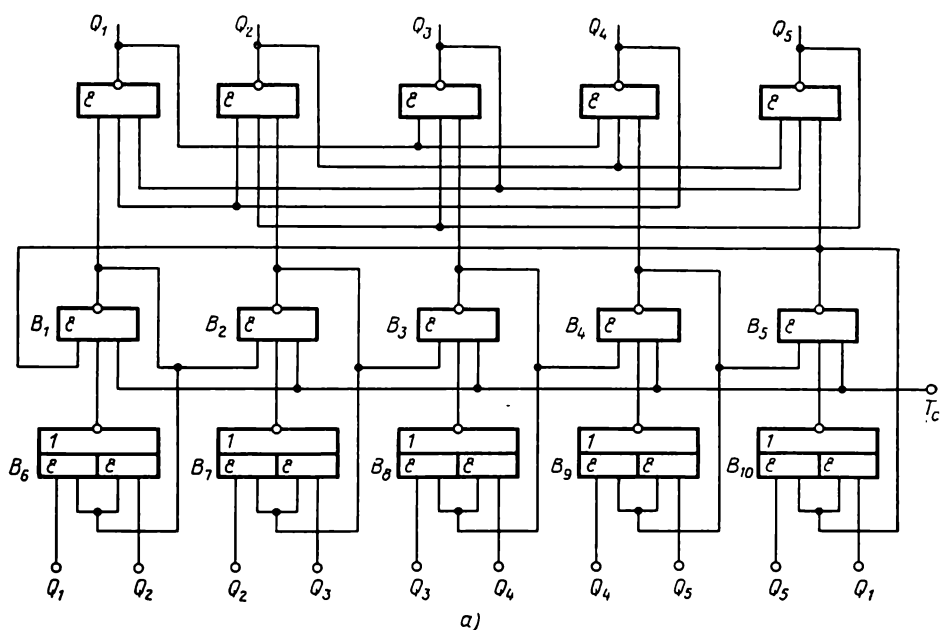 Q₁ Q₂ Q₃ Q₄ Q₅
& & & & &
B₁ & B₂ & B₃ & B₄ & B₅ &
T_c
1 1 1 1 1
B₆ & & B₇ & & B₈ & & B₉ & & B₁₀ & &
Q₁ Q₂ Q₂ Q₃ Q₃ Q₄ Q₄ Q₅ Q₅ Q₁
a)